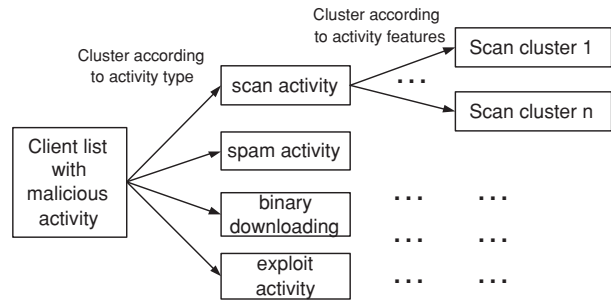 Cluster according
to activity type
Cluster according
to activity features
Client list
with
malicious
activity
scan activity
spam activity
binary
downloading
exploit
activity
...
Scan cluster 1
Scan cluster n
... ...
... ...
... ...